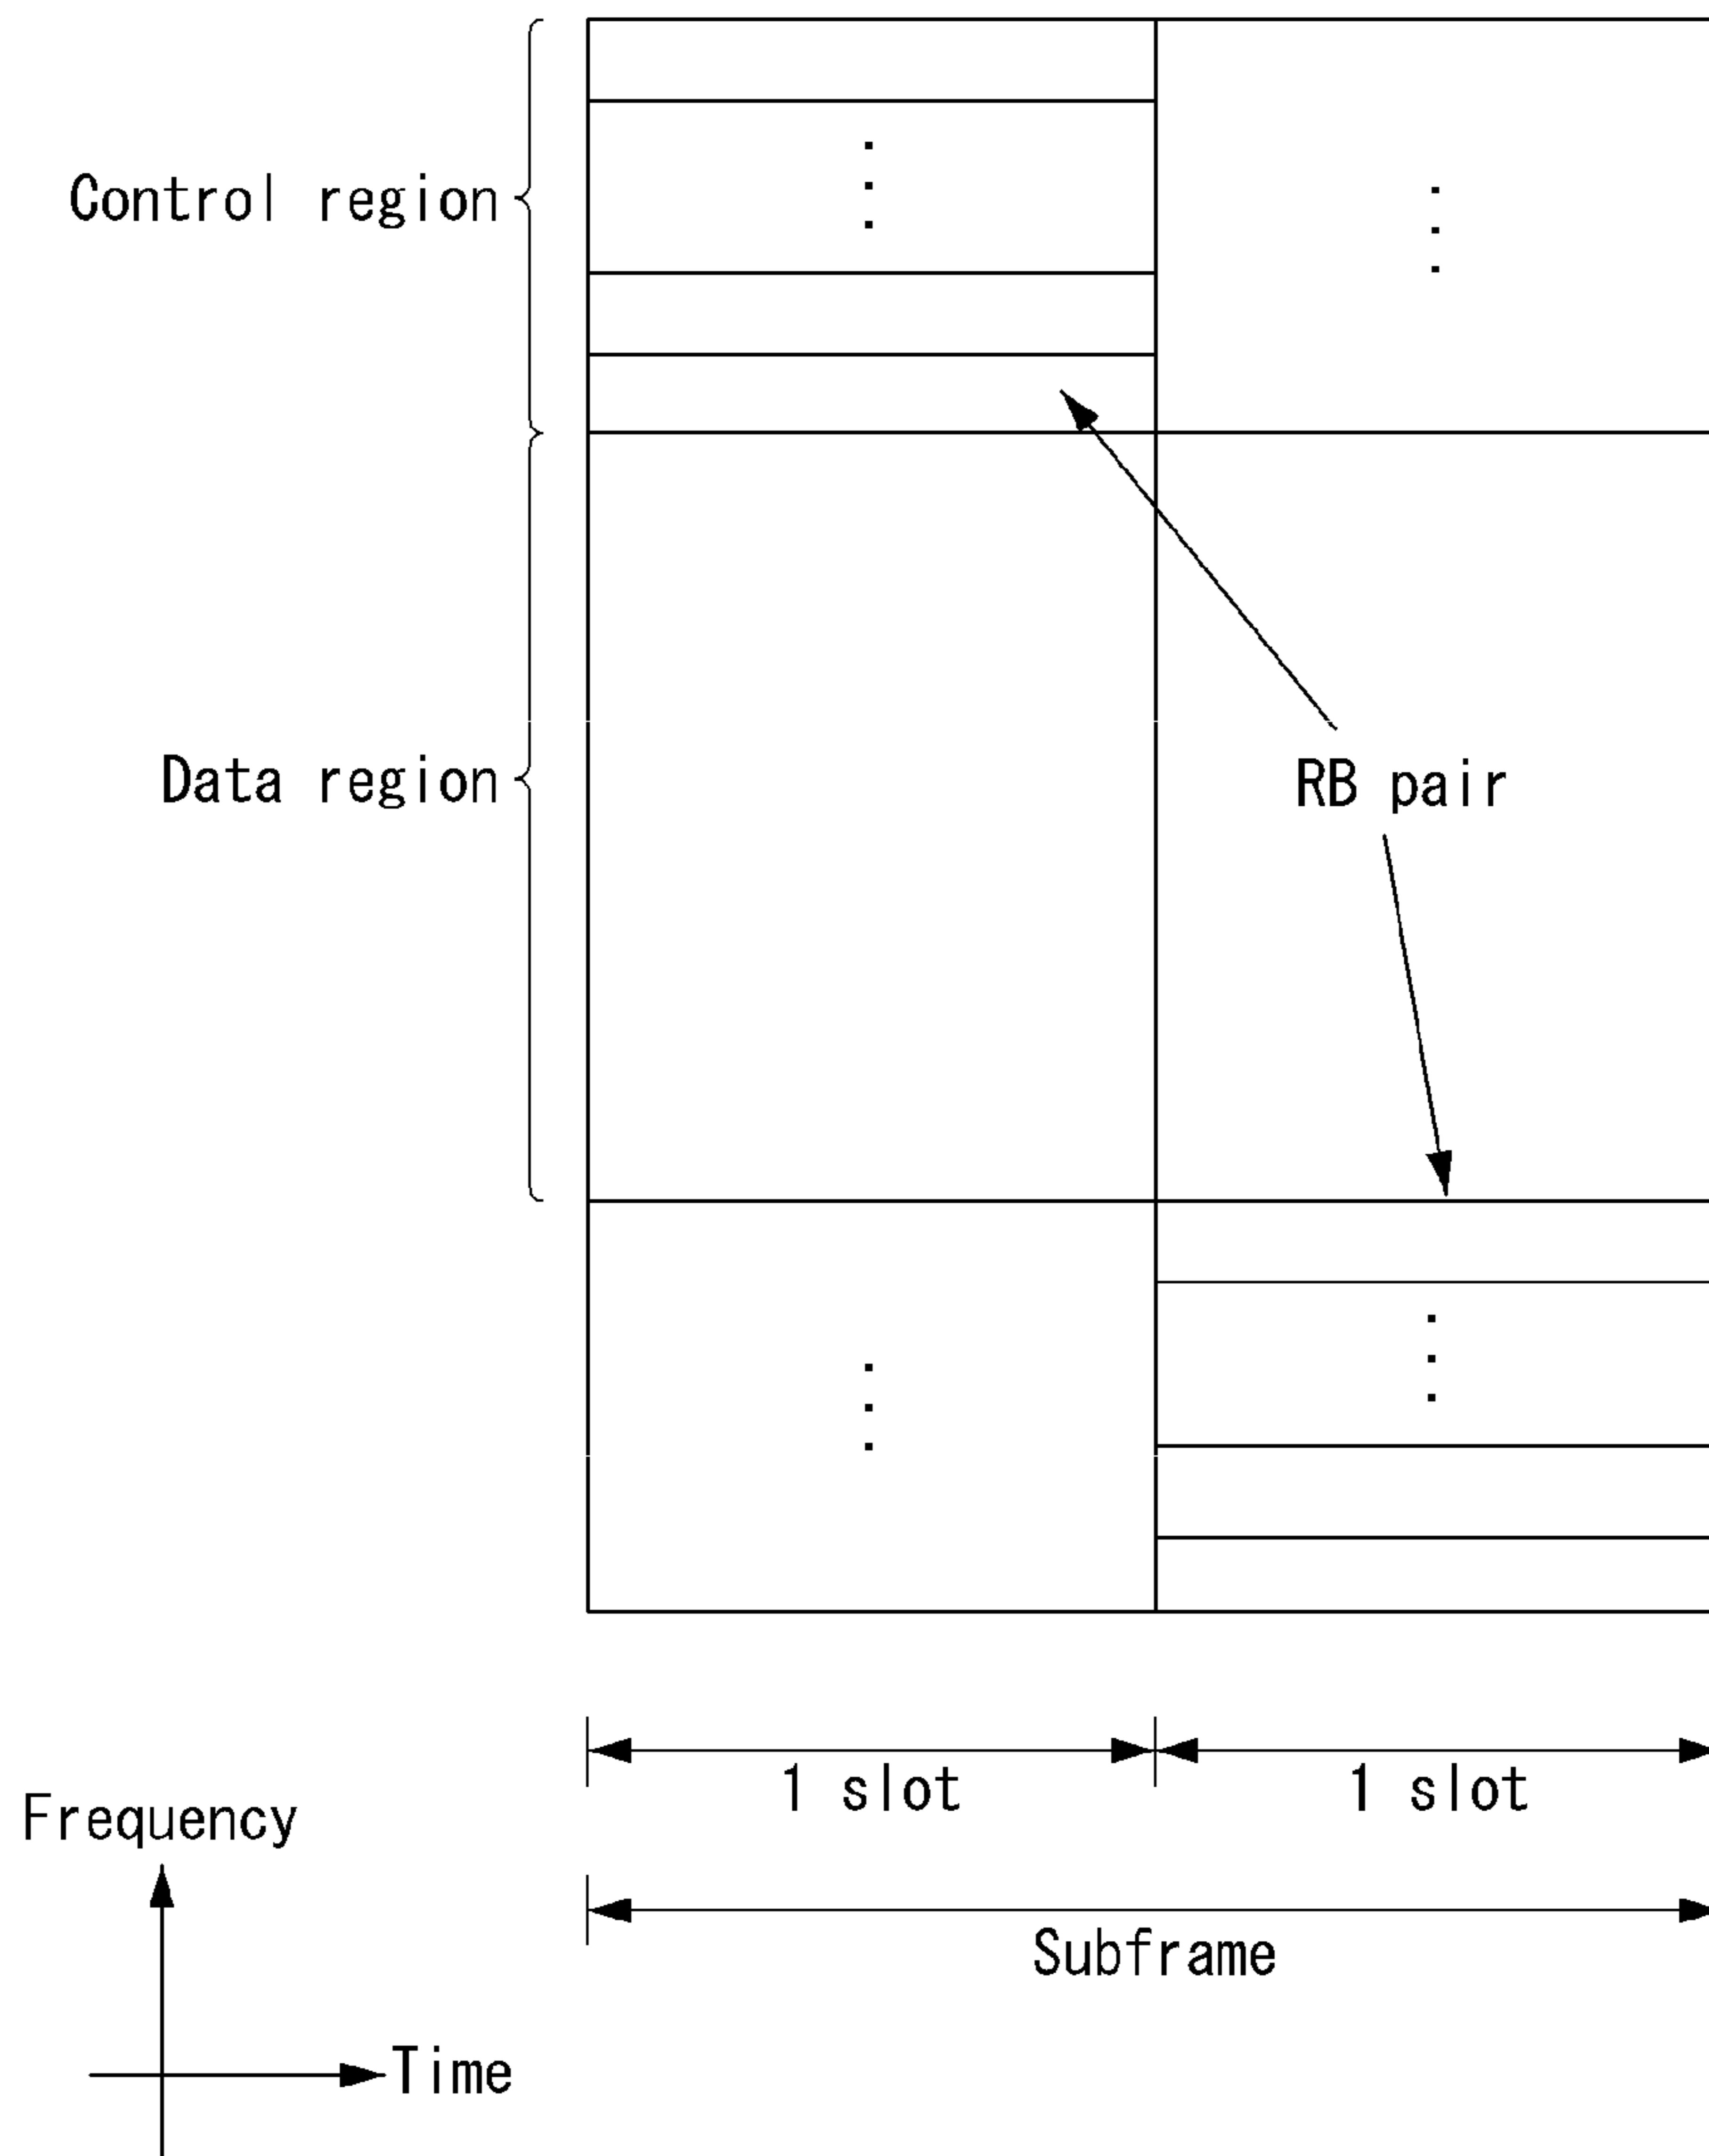 Control region
Data region
RB pair
1 slot
1 slot
Frequency
Subframe
Time